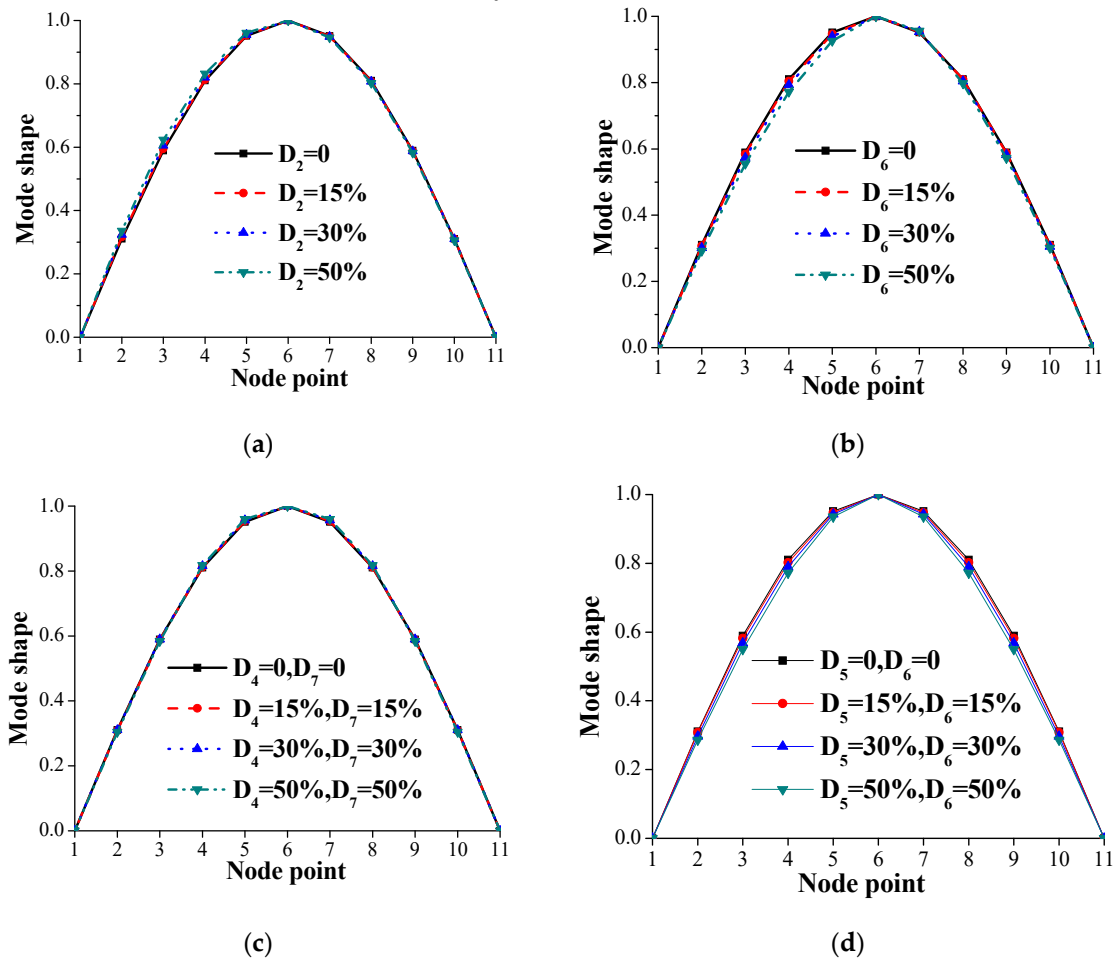 1.0
0.8
0.6
0.4
0.2
0.0
Mode shape
D₂=0
D₂=15%
D₂=30%
D₂=50%
1 2 3 4 5 6 7 8 9 10 11
Node point
(a)
1.0
0.8
0.6
0.4
0.2
0.0
Mode shape
D₆=0
D₆=15%
D₆=30%
D₆=50%
1 2 3 4 5 6 7 8 9 10 11
Node point
(b)
1.0
0.8
0.6
0.4
0.2
0.0
Mode shape
D₄=0,D₇=0
D₄=15%,D₇=15%
D₄=30%,D₇=30%
D₄=50%,D₇=50%
1 2 3 4 5 6 7 8 9 10 11
Node point
(c)
1.0
0.8
0.6
0.4
0.2
0.0
Mode shape
D₅=0,D₆=0
D₅=15%,D₆=15%
D₅=30%,D₆=30%
D₅=50%,D₆=50%
1 2 3 4 5 6 7 8 9 10 11
Node point
(d)